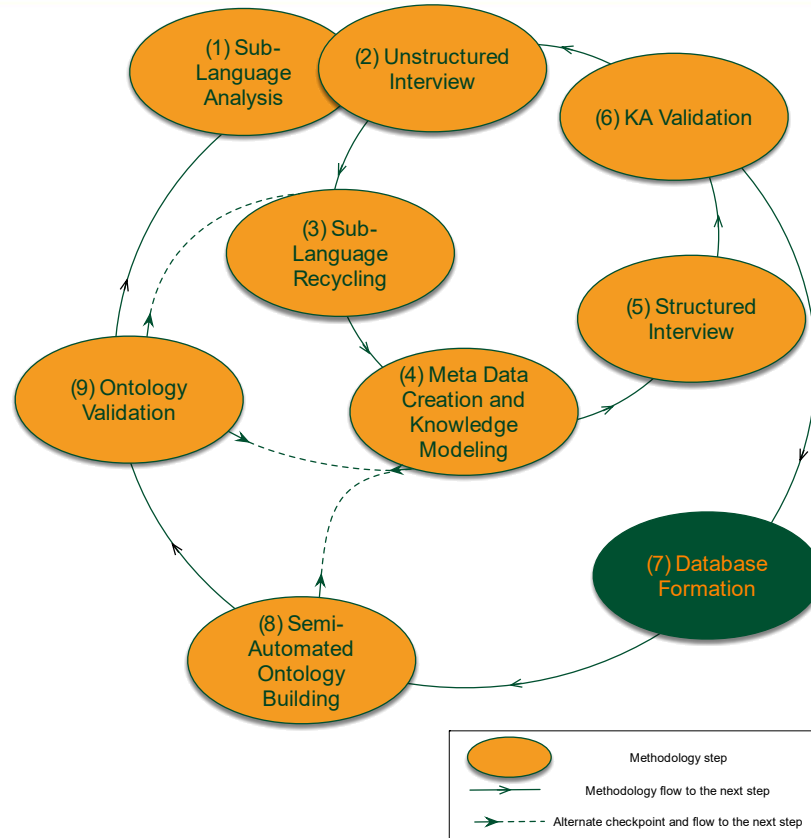 (1) Sub-
Language
Analysis
(2) Unstructured
Interview
(3) Sub-
Language
Recycling
(4) Meta Data
Creation and
Knowledge
Modeling
(5) Structured
Interview
(6) KA Validation
(7) Database
Formation
(8) Semi-
Automated
Ontology
Building
(9) Ontology
Validation
Methodology step
Methodology flow to the next step
Alternate checkpoint and flow to the next step